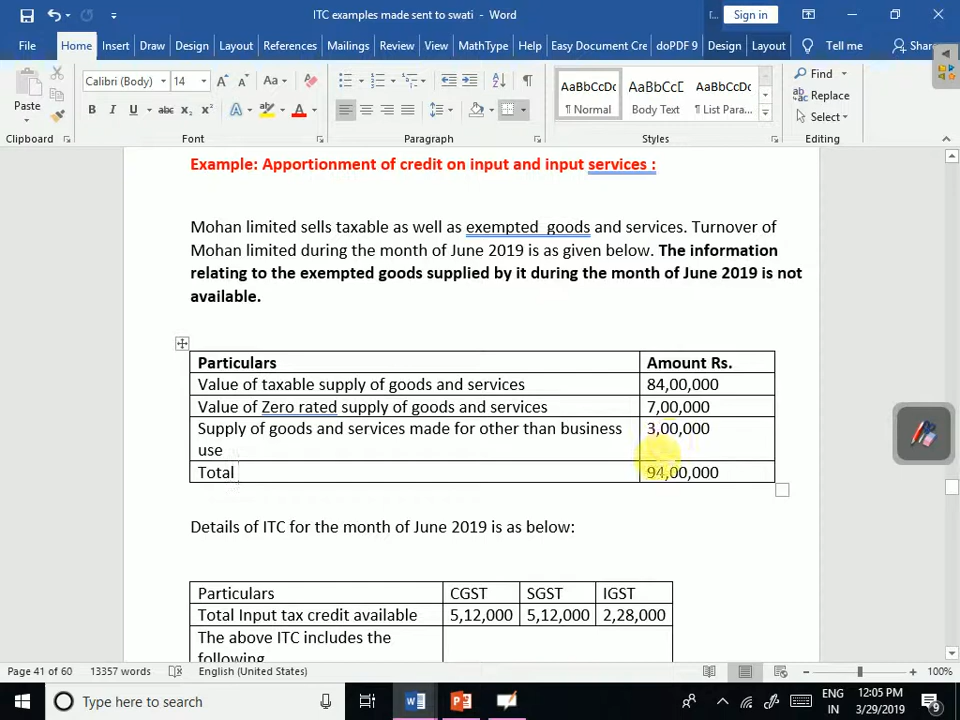 ITC examples made sent to swati - Word
Sign in
File Home Insert Draw Design Layout References Mailings Review View MathType Help Easy Document Cre doPDF 9 Design Layout Tell me
Calibri (Body) 14
Paste
Find
Replace
Select
AaBbCcDc AaBbCcD AaBbCcDc
¶ Normal Body Text ¶ List Para...
Clipboard Font Paragraph Styles Editing
Example: Apportionment of credit on input and input services :
Mohan limited sells taxable as well as exempted goods and services. Turnover of
Mohan limited during the month of June 2019 is as given below. The information
relating to the exempted goods supplied by it during the month of June 2019 is not
available.
Particulars Amount Rs.
Value of taxable supply of goods and services 84,00,000
Value of Zero rated supply of goods and services 7,00,000
Supply of goods and services made for other than business 3,00,000
use
Total 94,00,000
Details of ITC for the month of June 2019 is as below:
Particulars CGST SGST IGST
Total Input tax credit available 5,12,000 5,12,000 2,28,000
The above ITC includes the
following
Page 41 of 60 13357 words English (United States) 100%
Type here to search
ENG
IN
12:05 PM
3/29/2019